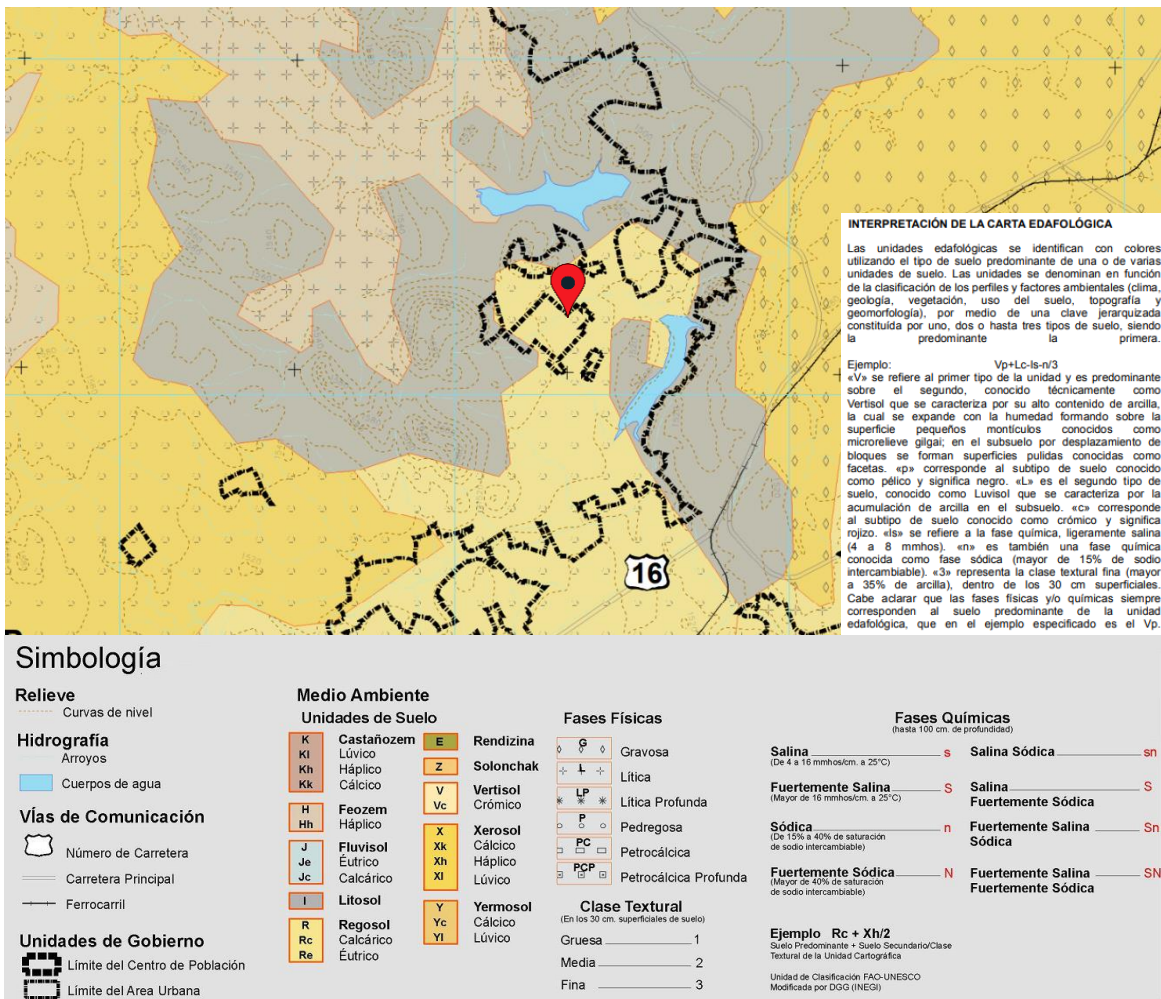 16
INTERPRETACIÓN DE LA CARTA EDAFOLÓGICA
Las unidades edafológicas se identifican con colores
utilizando el tipo de suelo predominante de una o de varias
unidades de suelo. Las unidades se denominan en función
de la clasificación de los perfiles y factores ambientales (clima,
geología, vegetación, uso del suelo, topografía y
geomorfología), por medio de una clave jerarquizada
constituída por uno, dos o hasta tres tipos de suelo, siendo
la predominante la primera.
Ejemplo: Vp+Lc-ls-n/3
«V» se refiere al primer tipo de la unidad y es predominante
sobre el segundo, conocido técnicamente como
Vertisol que se caracteriza por su alto contenido de arcilla,
la cual se expande con la humedad formando sobre la
superficie pequeños montículos conocidos como
microrelieve gilgai; en el subsuelo por desplazamiento de
bloques se forman superficies pulidas conocidas como
facetas. «p» corresponde al subtipo de suelo conocido
como pélico y significa negro. «L» es el segundo tipo de
suelo, conocido como Luvisol que se caracteriza por la
acumulación de arcilla en el subsuelo. «c» corresponde
al subtipo de suelo conocido como crómico y significa
rojizo. «ls» se refiere a la fase química, ligeramente salina
(4 a 8 mmhos). «n» es también una fase química
conocida como fase sódica (mayor de 15% de sodio
intercambiable). «3» representa la clase textural fina (mayor
a 35% de arcilla), dentro de los 30 cm superficiales.
Cabe aclarar que las fases físicas y/o químicas siempre
corresponden al suelo predominante de la unidad
edafológica, que en el ejemplo especificado es el Vp.
Simbología
Relieve
Curvas de nivel
Hidrografía
Arroyos
Cuerpos de agua
VÍas de Comunicación
Número de Carretera
Carretera Principal
Ferrocarril
Unidades de Gobierno
Límite del Centro de Población
Límite del Area Urbana
Medio Ambiente
Unidades de Suelo
K Castañozem
Kl Lúvico
Kh Háplico
Kk Cálcico
H Feozem
Hh Háplico
J Fluvisol
Je Éutrico
Jc Calcárico
I Litosol
R Regosol
Rc Calcárico
Re Éutrico
E Rendizina
Z Solonchak
V Vertisol
Vc Crómico
X Xerosol
Xk Cálcico
Xh Háplico
Xl Lúvico
Y Yermosol
Yc Cálcico
Yl Lúvico
Fases Físicas
G Gravosa
L Lítica
LP Lítica Profunda
P Pedregosa
PC Petrocálcica
PCP Petrocálcica Profunda
Clase Textural
(En los 30 cm. superficiales de suelo)
Gruesa 1
Media 2
Fina 3
Fases Químicas
(hasta 100 cm. de profundidad)
Salina s
(De 4 a 16 mmhos/cm. a 25°C)
Fuertemente Salina S
(Mayor de 16 mmhos/cm. a 25°C)
Sódica n
(De 15% a 40% de saturación
de sodio intercambiable)
Fuertemente Sódica N
(Mayor de 40% de saturación
de sodio intercambiable)
Salina Sódica sn
Salina S
Fuertemente Sódica
Fuertemente Salina Sn
Sódica
Fuertemente Salina SN
Fuertemente Sódica
Ejemplo Rc + Xh/2
Suelo Predominante + Suelo Secundario/Clase
Textural de la Unidad Cartográfica
Unidad de Clasificación FAO-UNESCO
Modificada por DGG (INEGI)